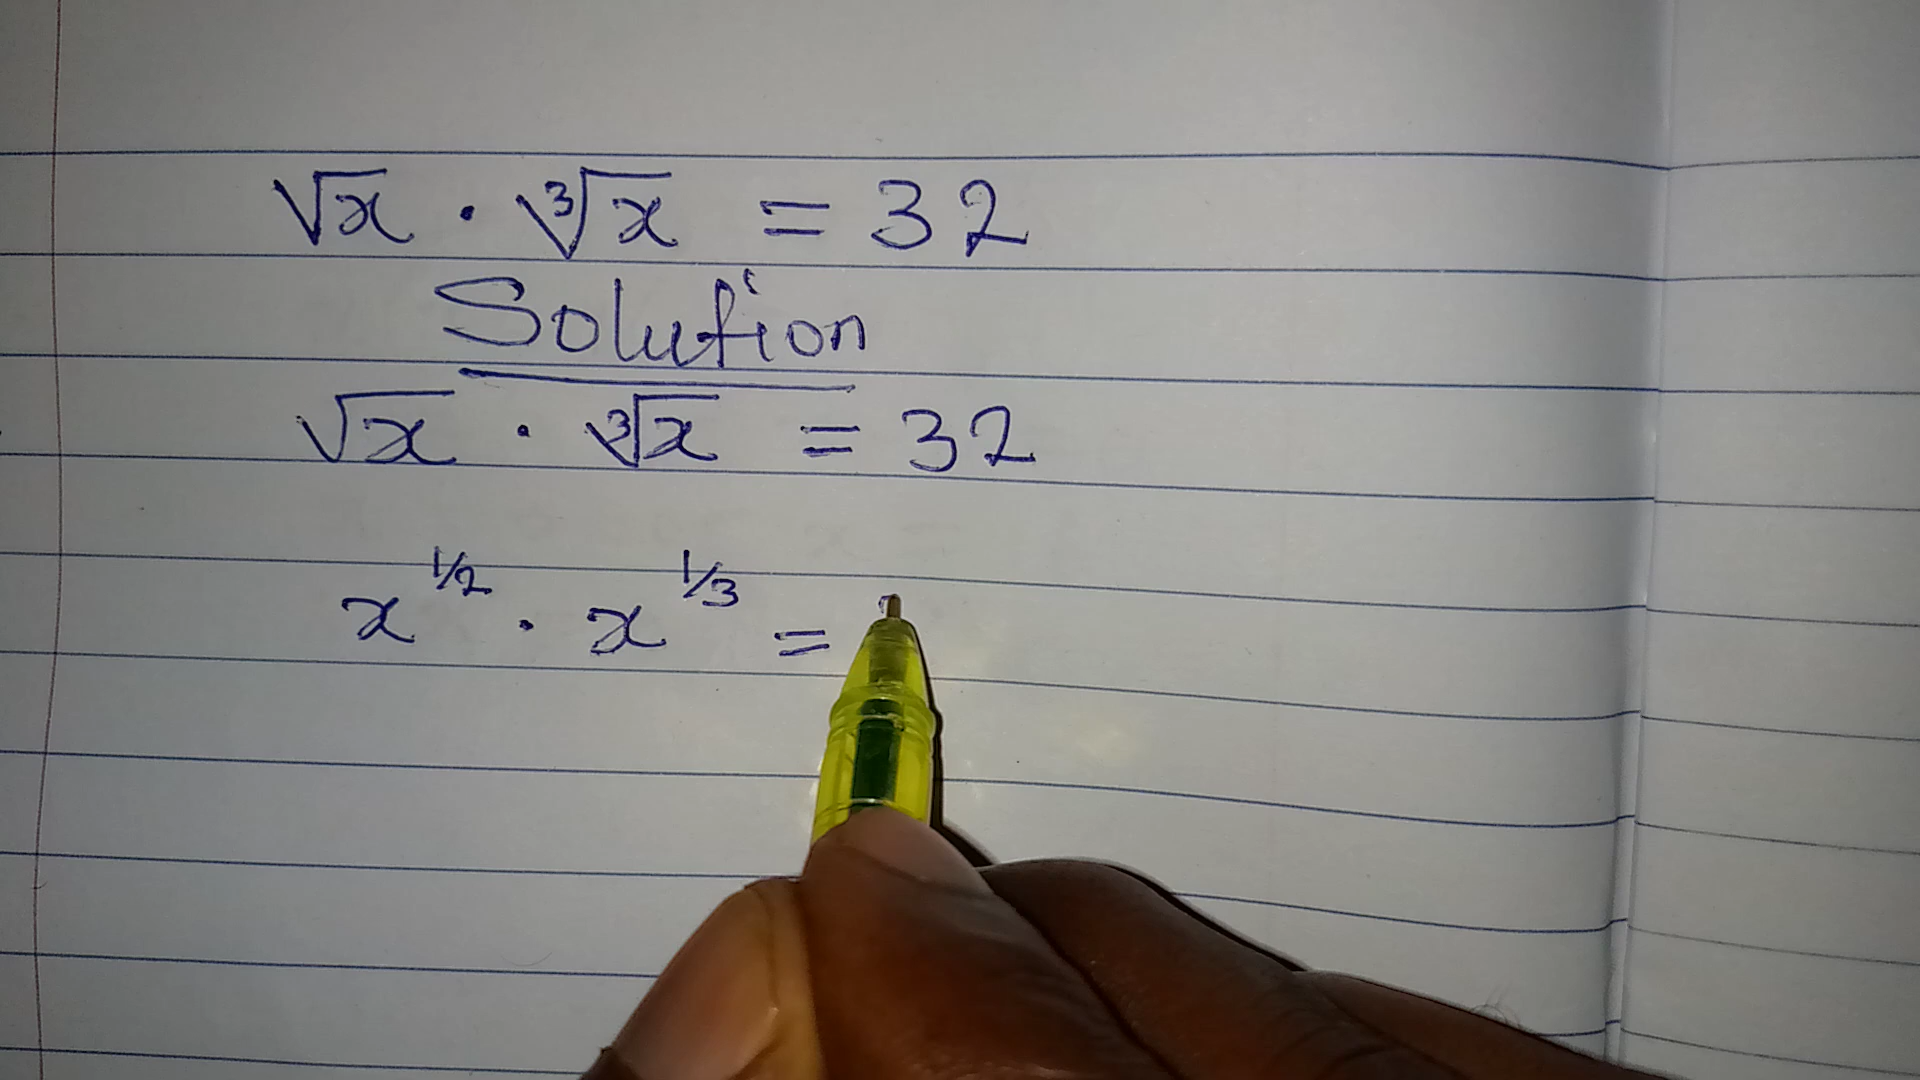 √x · ∛x = 32
Solution
√x · ∛x = 32
x^1/2 · x^1/3 =